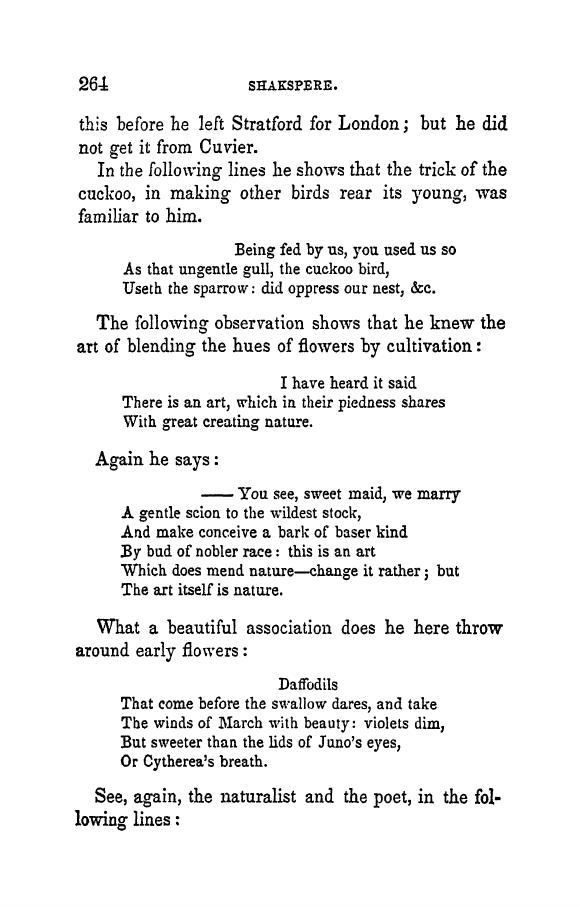 264 SHAKSPERE.
this before he left Stratford for London; but he did
not get it from Cuvier.
In the following lines he shows that the trick of the
cuckoo, in making other birds rear its young, was
familiar to him.
Being fed by us, you used us so
As that ungentle gull, the cuckoo bird,
Useth the sparrow: did oppress our nest, &c.
The following observation shows that he knew the
art of blending the hues of flowers by cultivation:
I have heard it said
There is an art, which in their piedness shares
With great creating nature.
Again he says:
—— You see, sweet maid, we marry
A gentle scion to the wildest stock,
And make conceive a bark of baser kind
By bud of nobler race: this is an art
Which does mend nature—change it rather; but
The art itself is nature.
What a beautiful association does he here throw
around early flowers:
Daffodils
That come before the swallow dares, and take
The winds of March with beauty: violets dim,
But sweeter than the lids of Juno's eyes,
Or Cytherea's breath.
See, again, the naturalist and the poet, in the fol-
lowing lines: